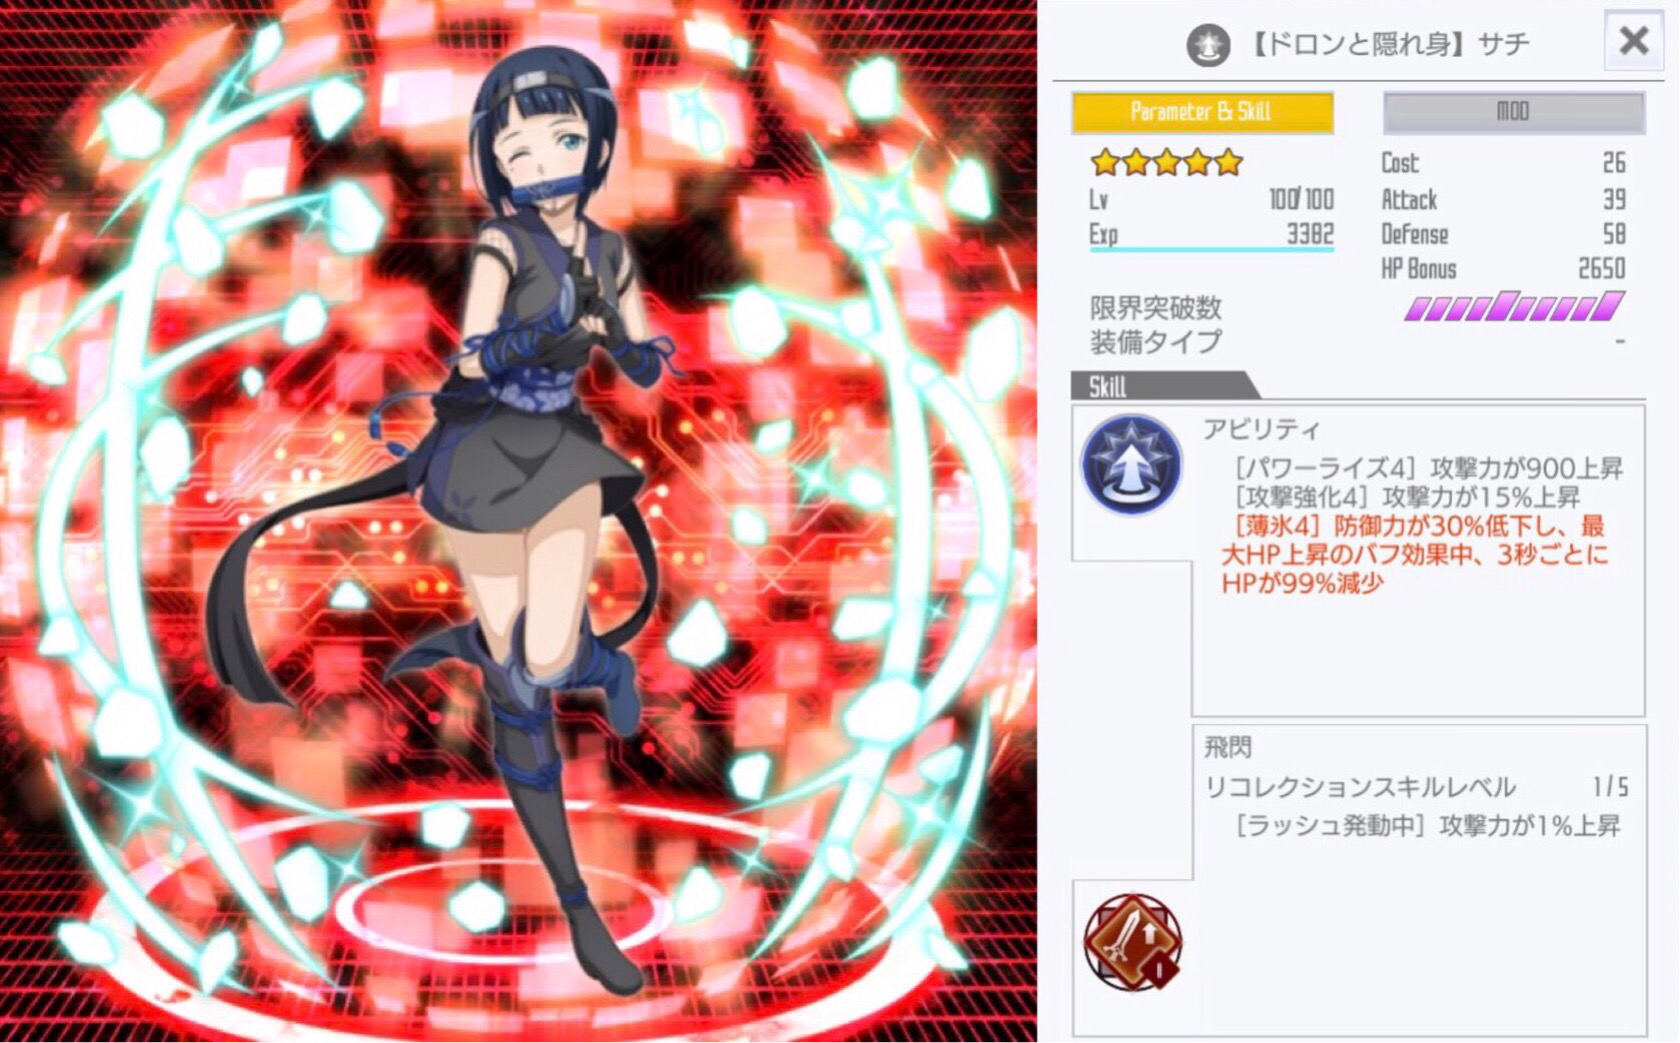 【ドロンと隠れ身】サチ
Parameter & Skill
MOD
Lv 100/100
Exp 3382
Cost 26
Attack 39
Defense 58
HP Bonus 2650
限界突破数
装備タイプ -
Skill
アビリティ
［パワーライズ4］攻撃力が900上昇
［攻撃強化4］攻撃力が15%上昇
［薄氷4］防御力が30%低下し、最
大HP上昇のバフ効果中、3秒ごとに
HPが99%減少
飛閃
リコレクションスキルレベル 1/5
［ラッシュ発動中］攻撃力が1%上昇
I